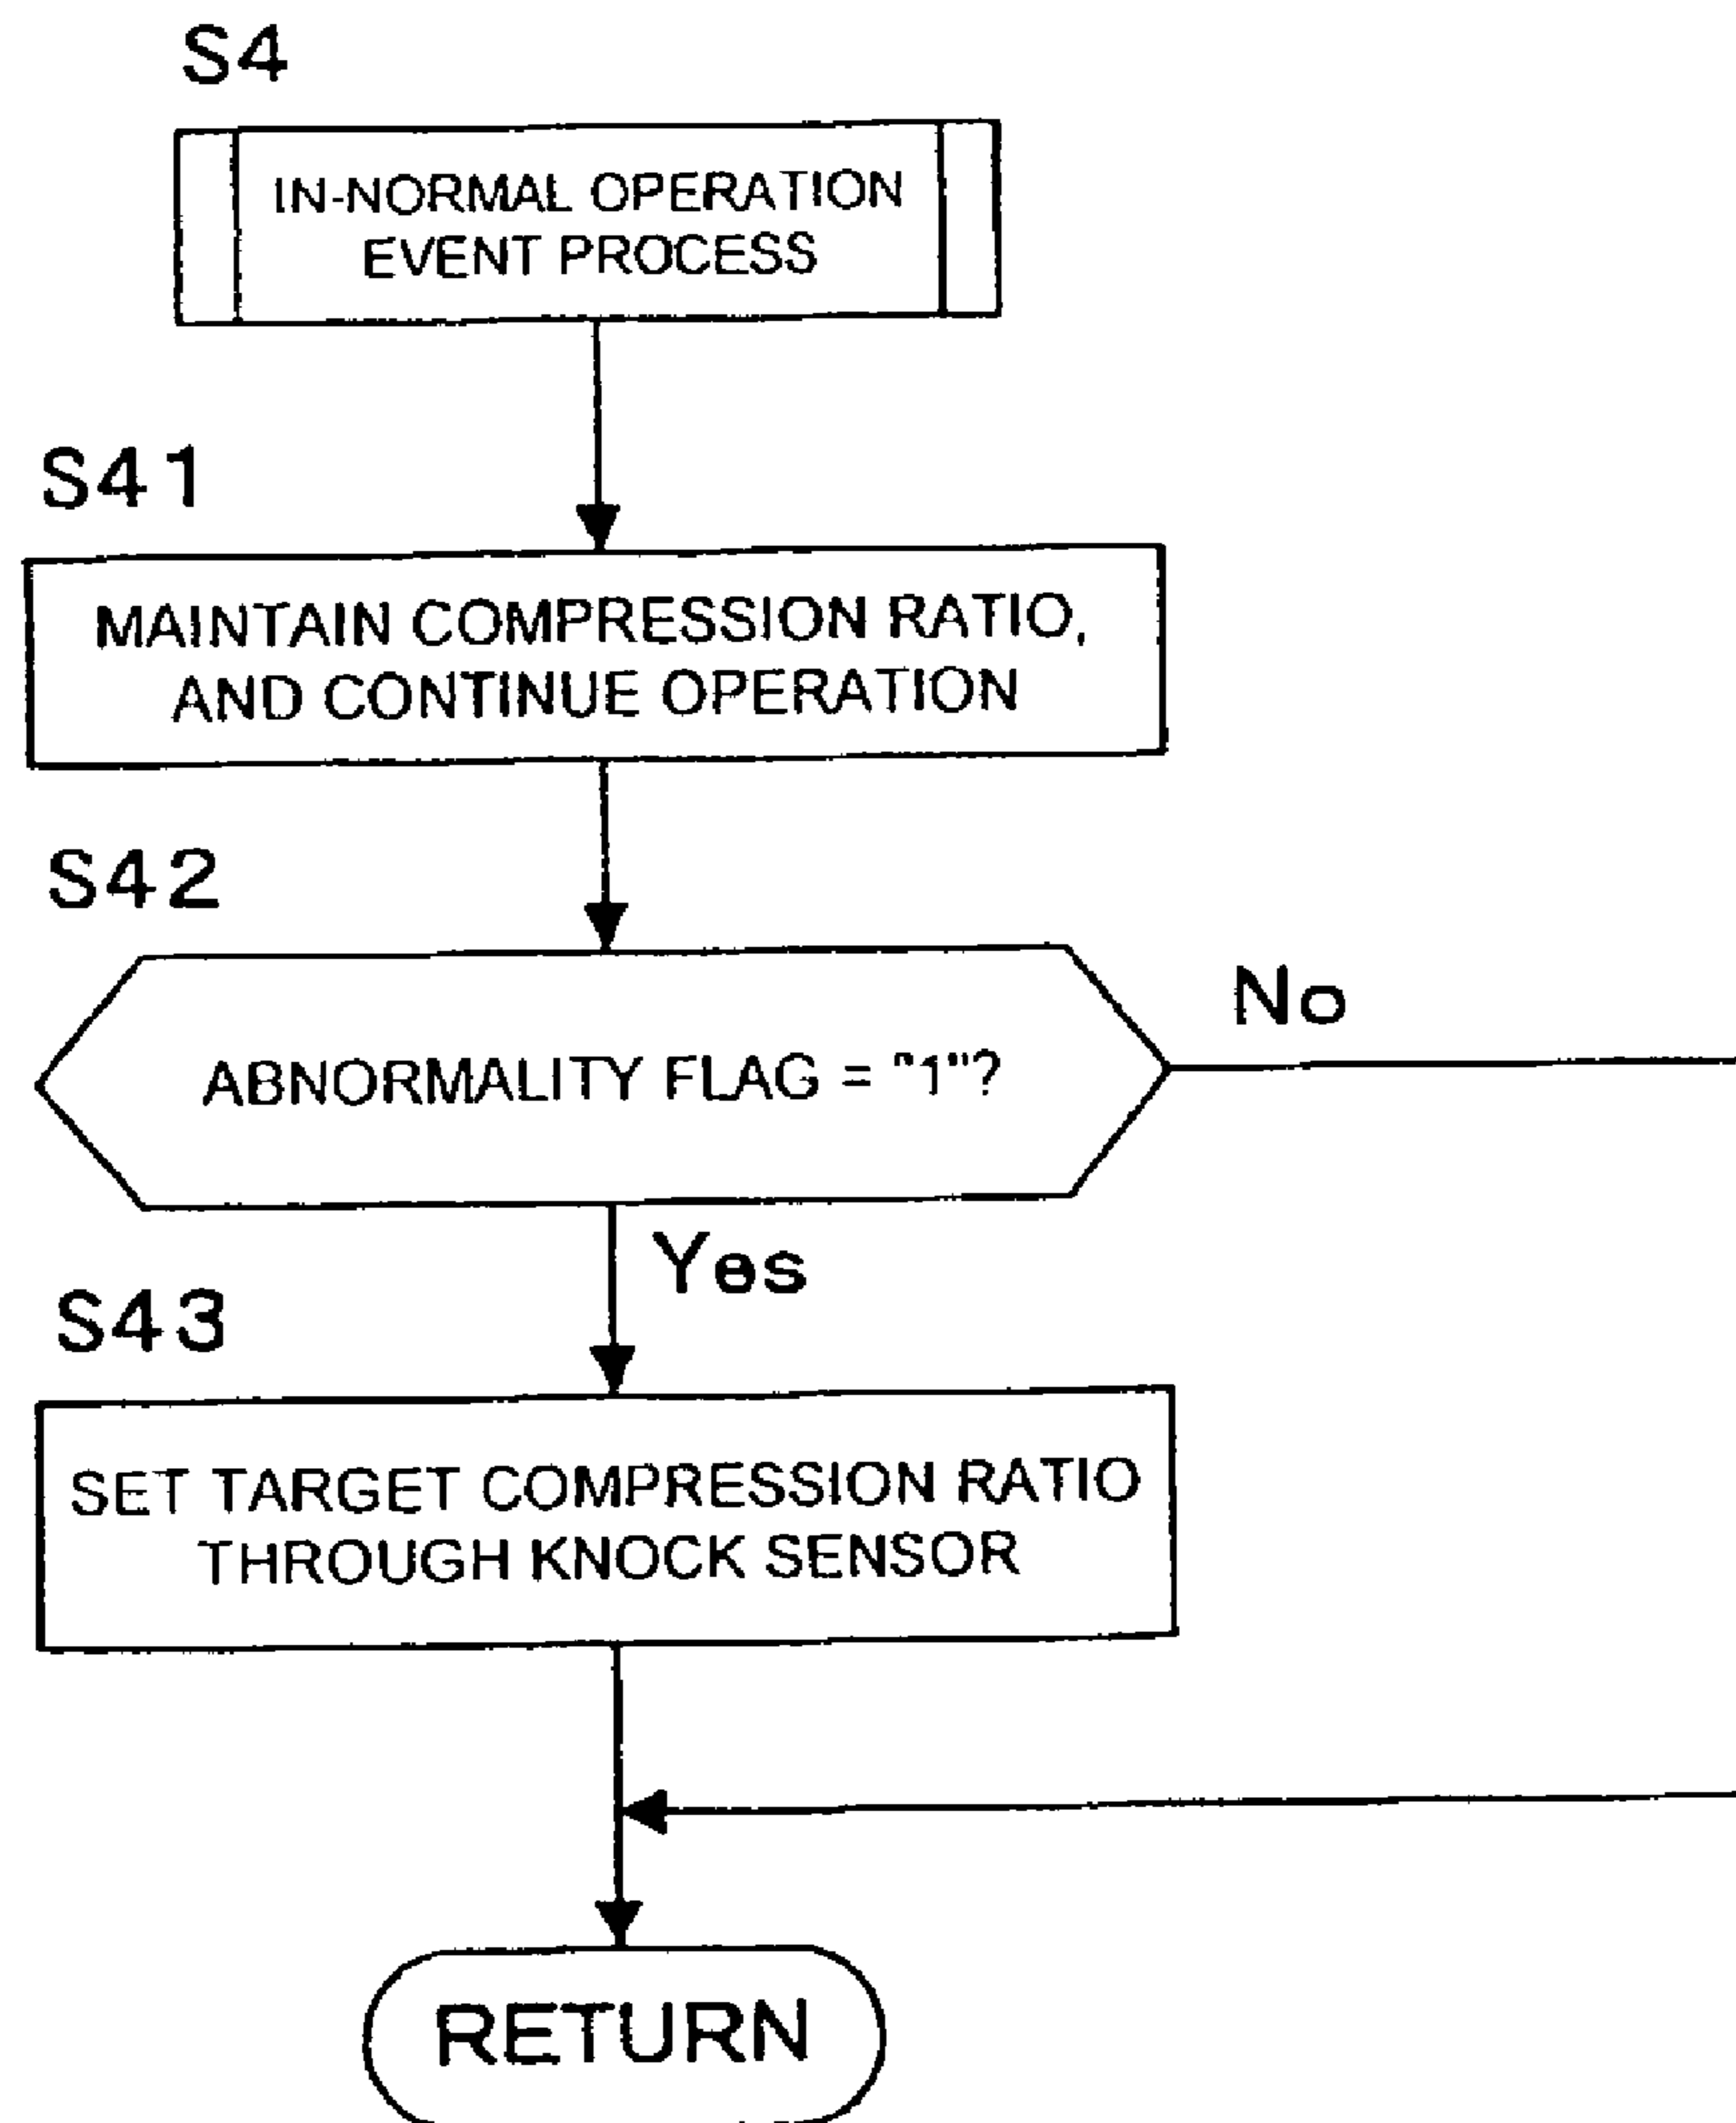 S4
IN-NORMAL OPERATION
EVENT PROCESS
S41
MAINTAIN COMPRESSION RATIO,
AND CONTINUE OPERATION
S42
ABNORMALITY FLAG = "1"?
No
Yes
S43
SET TARGET COMPRESSION RATIO
THROUGH KNOCK SENSOR
RETURN